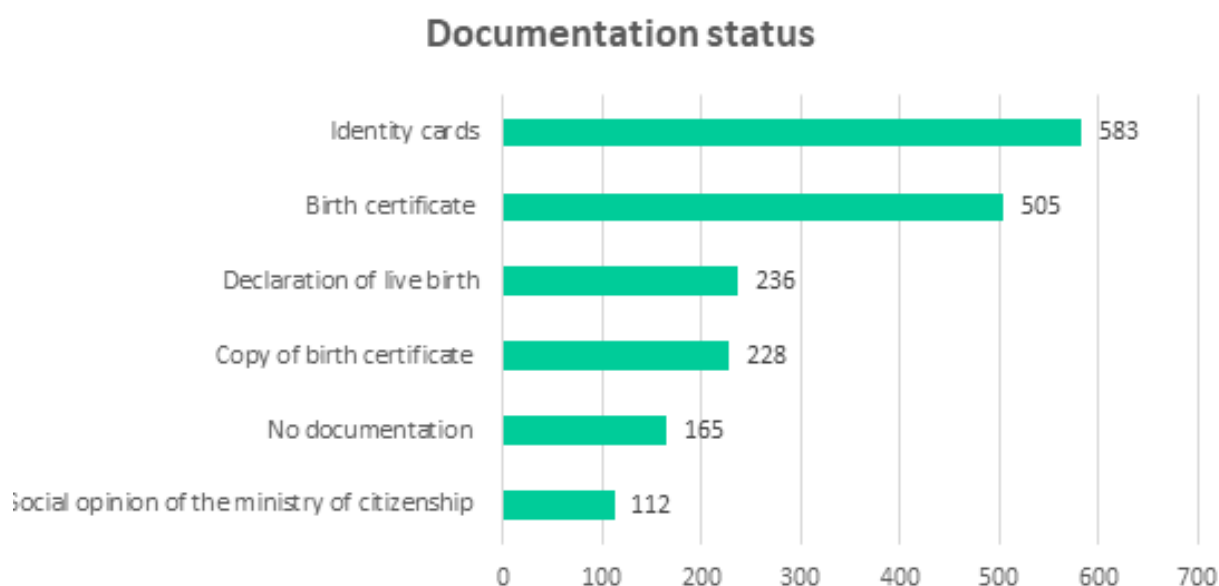 Documentation status
Identity cards 583
Birth certificate 505
Declaration of live birth 236
Copy of birth certificate 228
No documentation 165
Social opinion of the ministry of citizenship 112
0 100 200 300 400 500 600 700